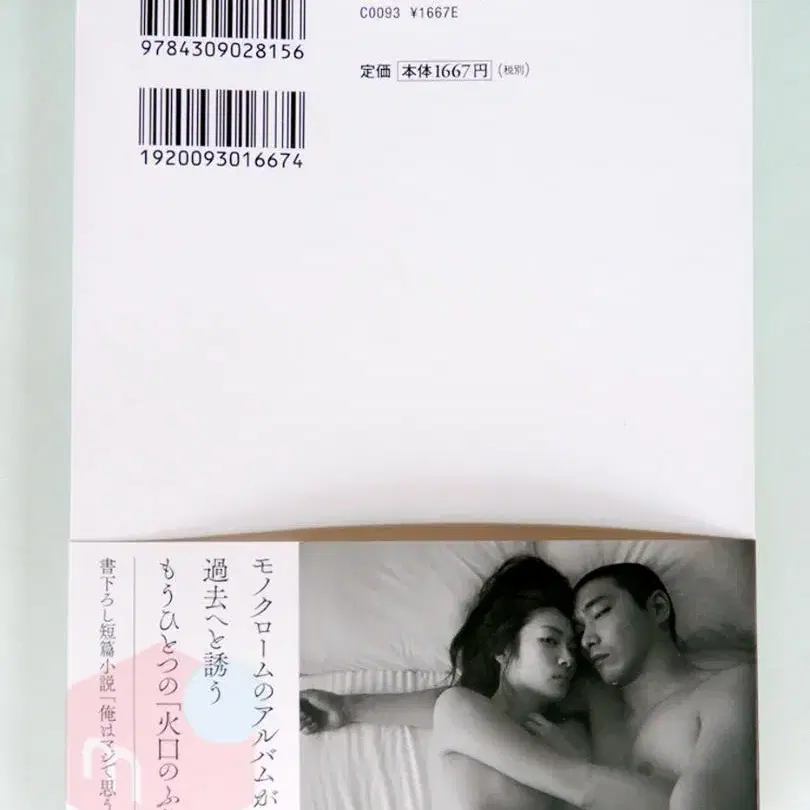 C0093 ¥1667E
9784309028156
定価 本体1667円 (税別)
1920093016674
モノクロームのアルバムが
過去へと誘う
もうひとつの「火口のふ
書下ろし短篇小説「俺はマジで思う